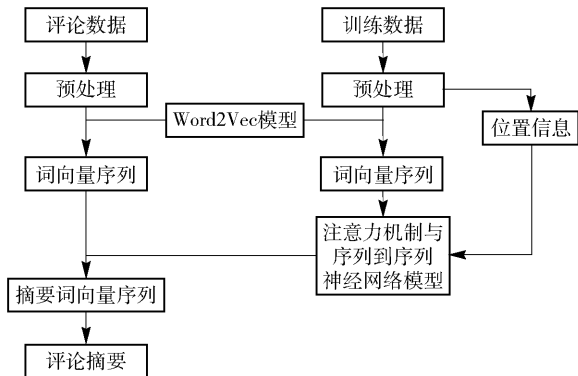 评论数据
训练数据
预处理
预处理
Word2Vec模型
位置信息
词向量序列
词向量序列
注意力机制与
序列到序列
神经网络模型
摘要词向量序列
评论摘要